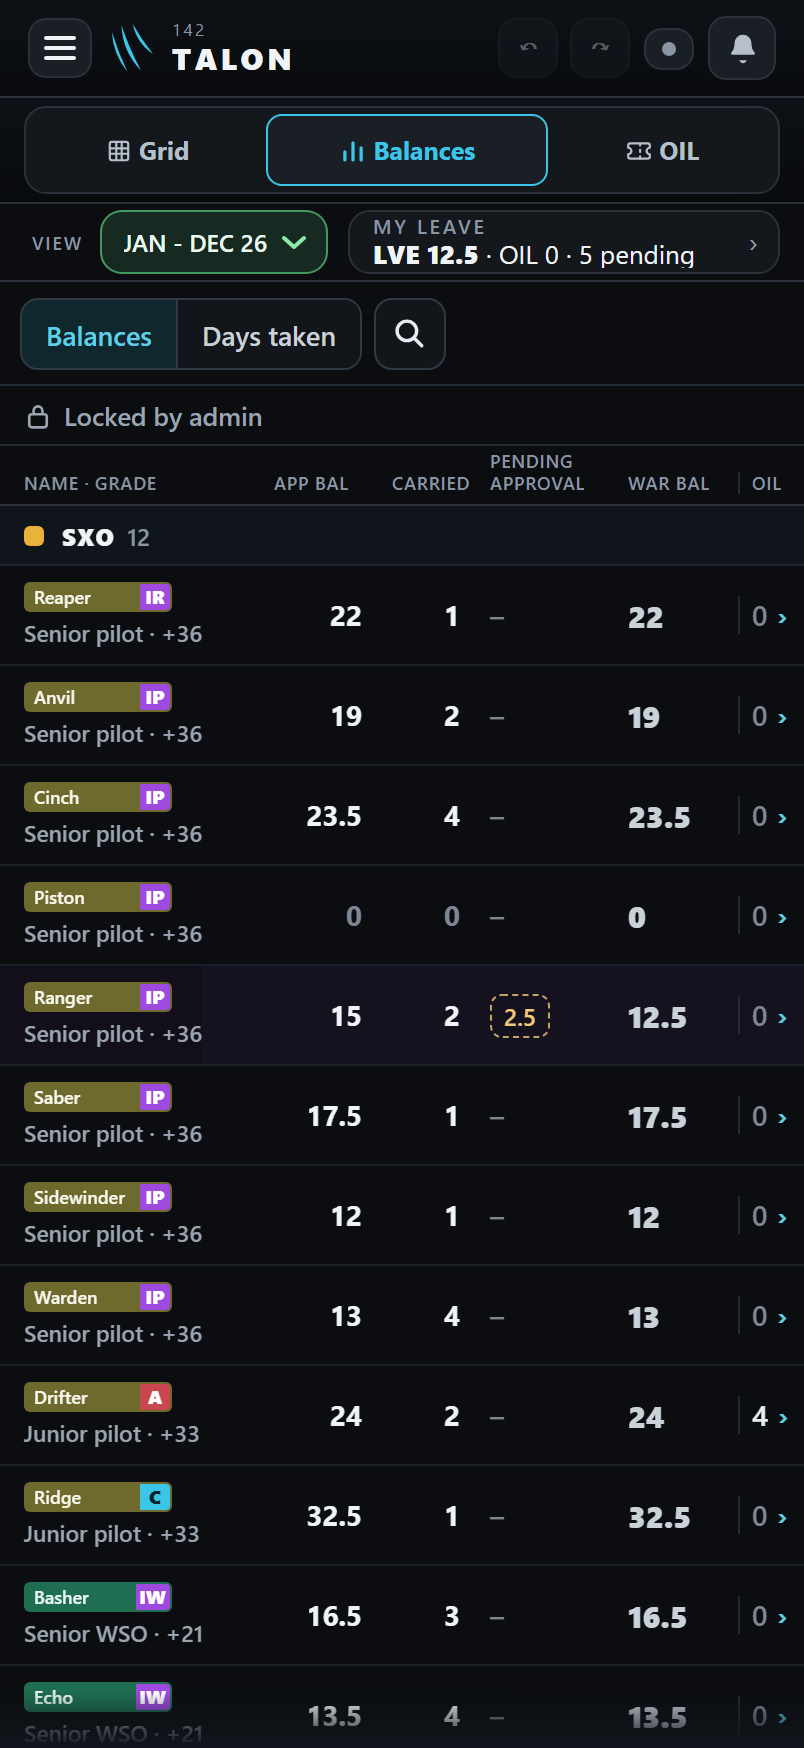 142
TALON
Grid
Balances
OIL
VIEW
JAN - DEC 26
MY LEAVE
LVE 12.5 · OIL 0 · 5 pending
Balances
Days taken
Locked by admin
NAME · GRADE APP BAL CARRIED PENDING APPROVAL WAR BAL OIL
SXO 12
Reaper IR
Senior pilot · +36
22 1 – 22 0 ›
Anvil IP
Senior pilot · +36
19 2 – 19 0 ›
Cinch IP
Senior pilot · +36
23.5 4 – 23.5 0 ›
Piston IP
Senior pilot · +36
0 0 – 0 0 ›
Ranger IP
Senior pilot · +36
15 2 2.5 12.5 0 ›
Saber IP
Senior pilot · +36
17.5 1 – 17.5 0 ›
Sidewinder IP
Senior pilot · +36
12 1 – 12 0 ›
Warden IP
Senior pilot · +36
13 4 – 13 0 ›
Drifter A
Junior pilot · +33
24 2 – 24 4 ›
Ridge C
Junior pilot · +33
32.5 1 – 32.5 0 ›
Basher IW
Senior WSO · +21
16.5 3 – 16.5 0 ›
Echo IW
Senior WSO · +21
13.5 4 – 13.5 0 ›